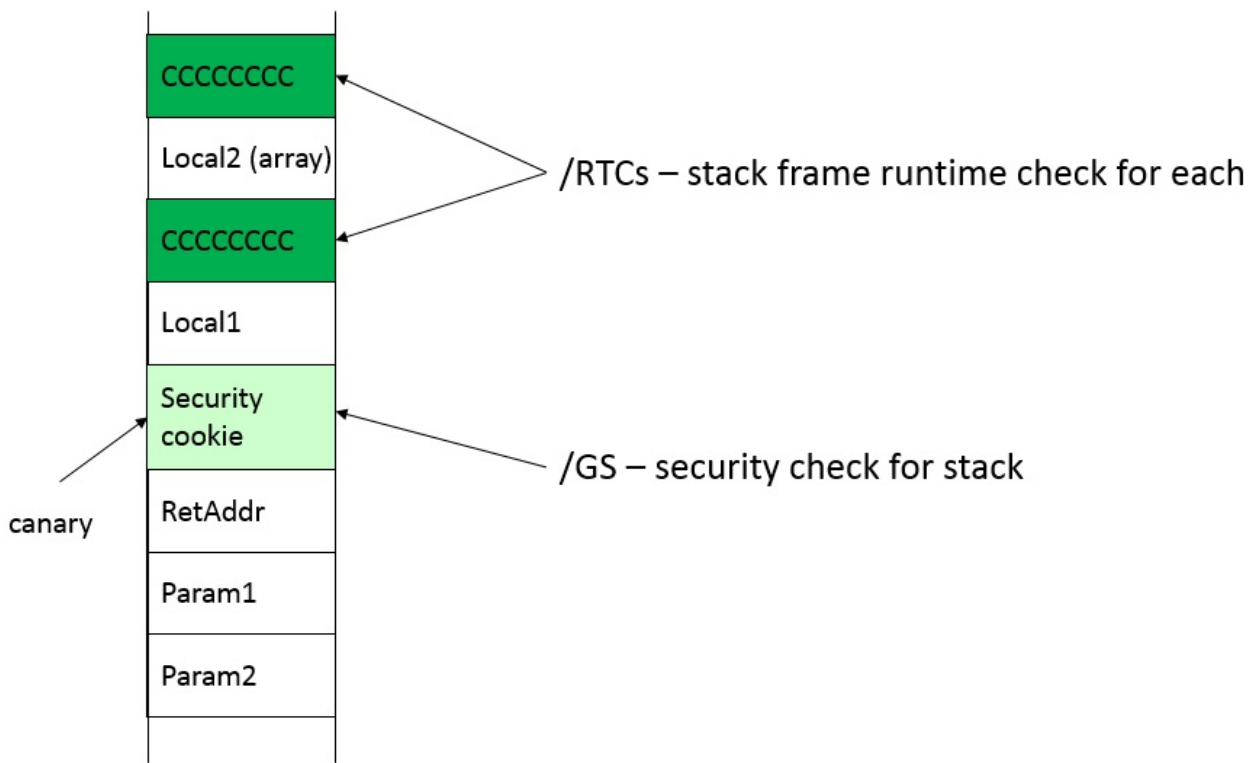 CCCCCCCC
Local2 (array)
/RTCs – stack frame runtime check for each
CCCCCCCC
Local1
Security
cookie
/GS – security check for stack
canary
RetAddr
Param1
Param2